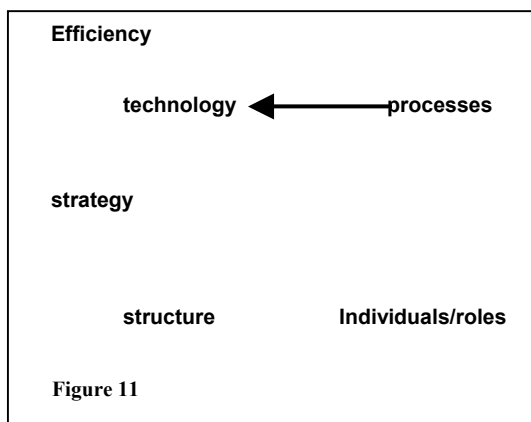 Efficiency
technology processes
strategy
structure Individuals/roles
Figure 11